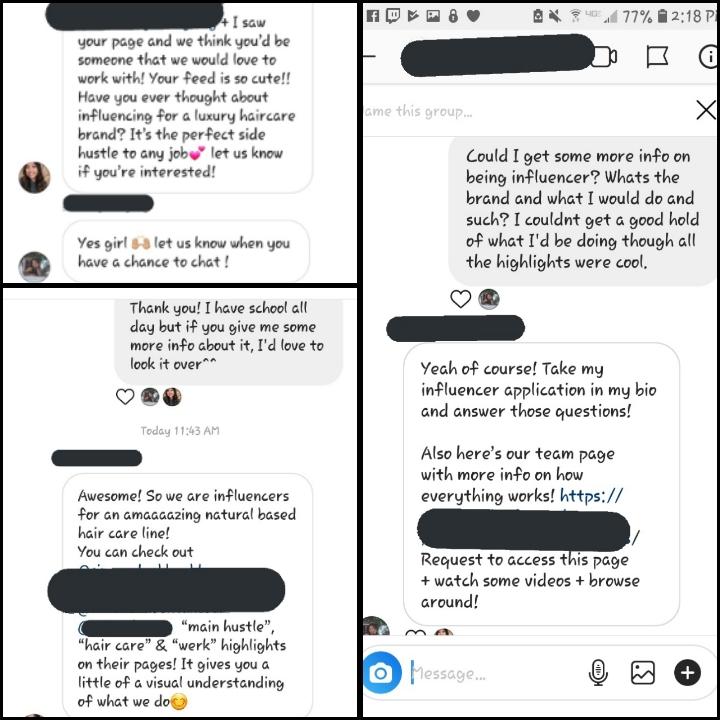 + I saw
your page and we think you'd be
someone that we would love to
work with! Your feed is so cute!!
Have you ever thought about
influencing for a luxury haircare
brand? It's the perfect side
hustle to any job💕 let us know
if you're interested!
Yes girl 🙌🏼 let us know when you
have a chance to chat !
Thank you! I have school all
day but if you give me some
more info about it, I'd love to
look it over^^
Today 11:43 AM
Awesome! So we are influencers
for an amaaaazing natural based
hair care line!
You can check out
"main hustle",
"hair care" & "werk" highlights
on their pages! It gives you a
little of a visual understanding
of what we do😊
77% 2:18 P
ame this group...
Could I get some more info on
being influencer? Whats the
brand and what I would do and
such? I couldnt get a good hold
of what I'd be doing though all
the highlights were cool.
Yeah of course! Take my
influencer application in my bio
and answer those questions!
Also here's our team page
with more info on how
everything works! https://
/
Request to access this page
+ watch some videos + browse
around!
Message...